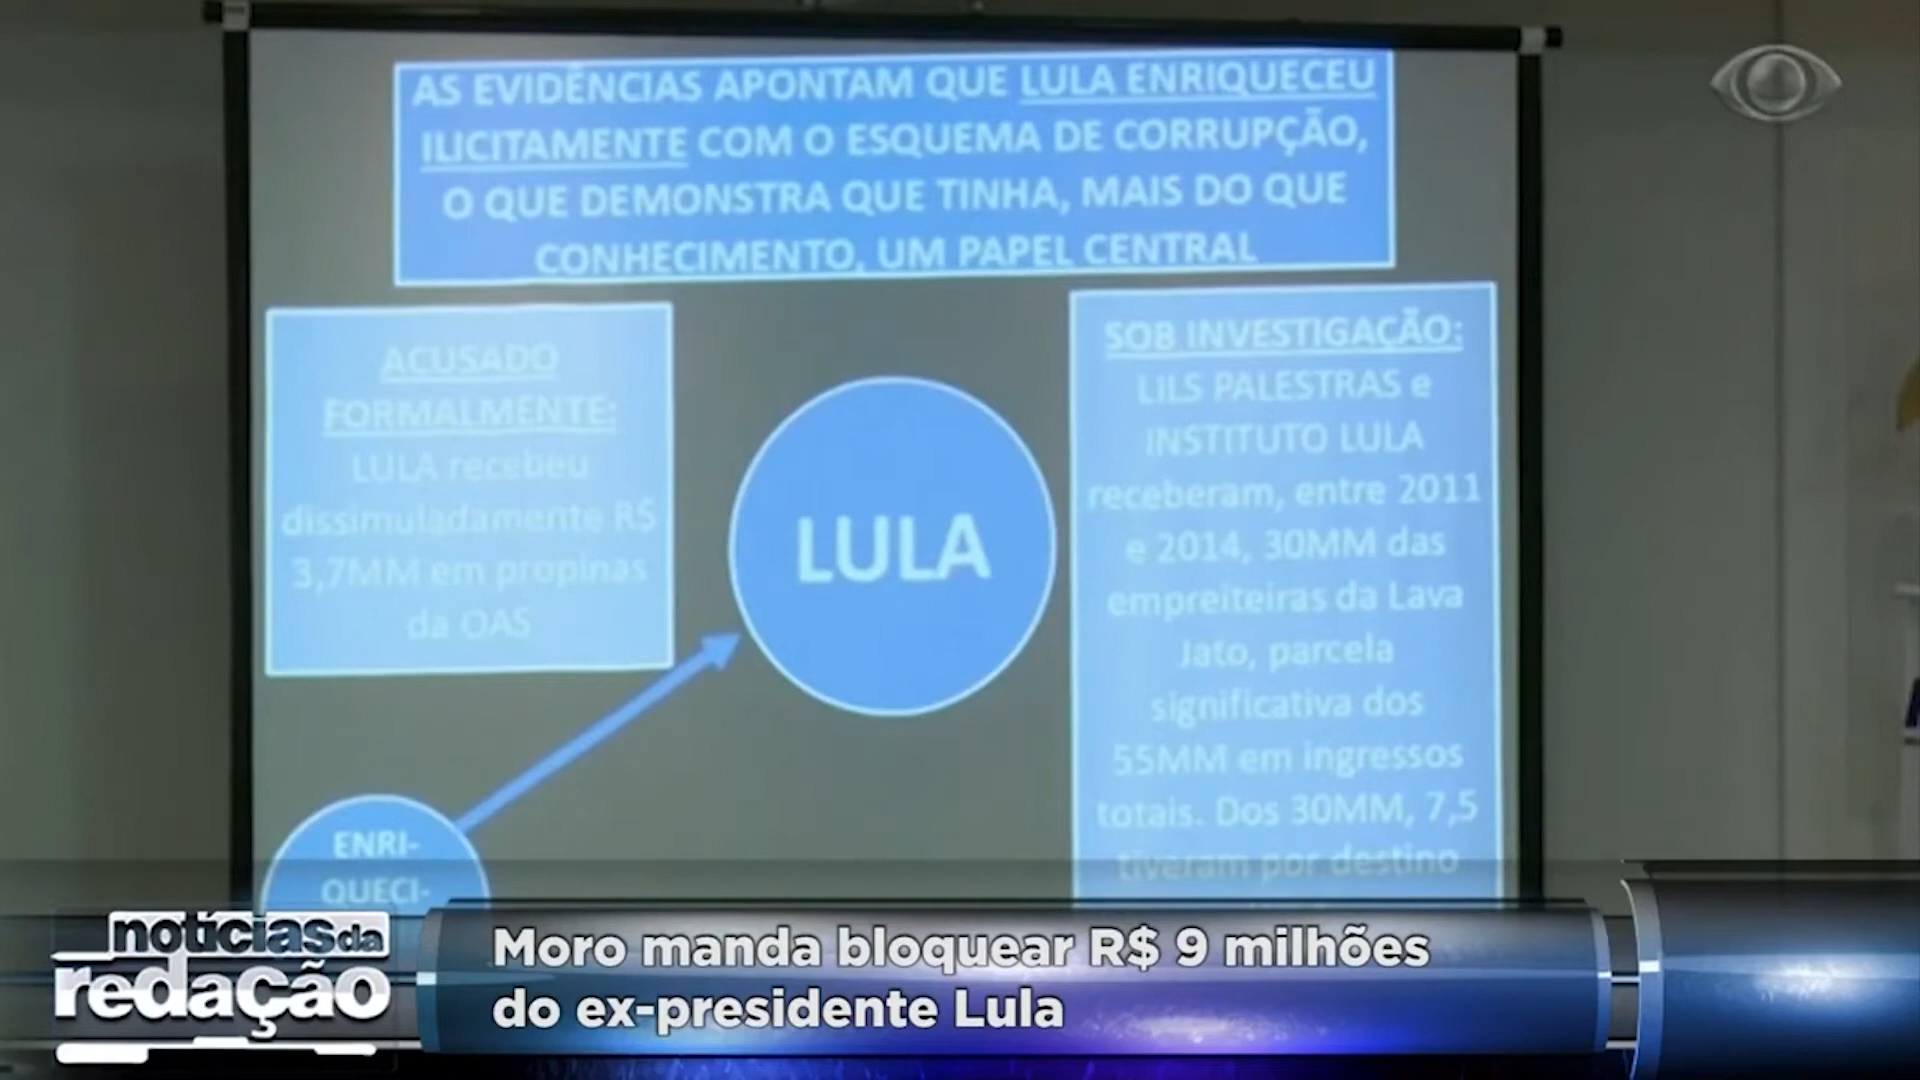 AS EVIDÊNCIAS APONTAM QUE LULA ENRIQUECEU
ILICITAMENTE COM O ESQUEMA DE CORRUPÇÃO,
O QUE DEMONSTRA QUE TINHA, MAIS DO QUE
CONHECIMENTO, UM PAPEL CENTRAL
ACUSADO
FORMALMENTE:
LULA recebeu
dissimuladamente R$
3,7MM em propinas
da OAS
LULA
SOB INVESTIGAÇÃO:
LILS PALESTRAS e
INSTITUTO LULA
receberam, entre 2011
e 2014, 30MM das
empreiteiras da Lava
Jato, parcela
significativa dos
55MM em ingressos
totais. Dos 30MM, 7,5
tiveram por destino
ENRI-
QUECI-
notícias da
redação
Moro manda bloquear R$ 9 milhões
do ex-presidente Lula